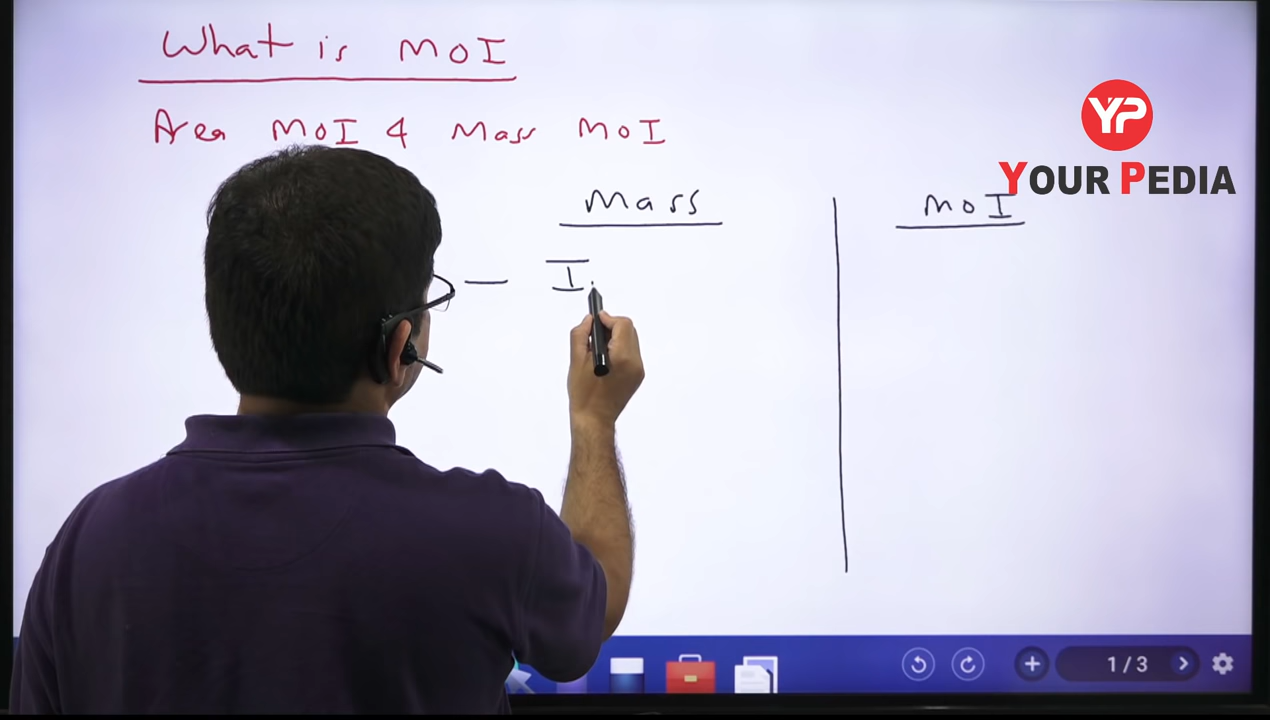 What is MOI
Area MOI & Mass MOI
YP
YOUR PEDIA
Mass
MOI
— I
1 / 3